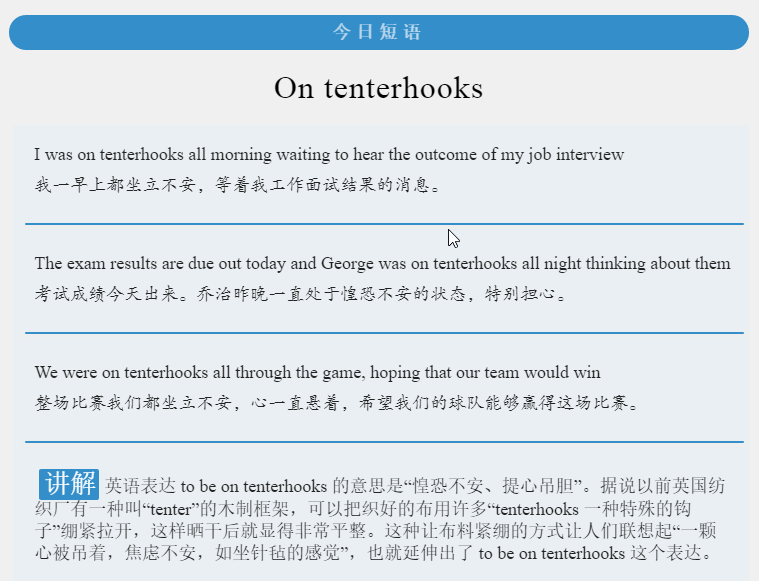 今日短语
On tenterhooks
I was on tenterhooks all morning waiting to hear the outcome of my job interview
我一早上都坐立不安，等着我工作面试结果的消息。
The exam results are due out today and George was on tenterhooks all night thinking about them
考试成绩今天出来。乔治昨晚一直处于惶恐不安的状态，特别担心。
We were on tenterhooks all through the game, hoping that our team would win
整场比赛我们都坐立不安，心一直悬着，希望我们的球队能够赢得这场比赛。
讲解 英语表达 to be on tenterhooks 的意思是“惶恐不安、提心吊胆”。据说以前英国纺
织厂有一种叫“tenter”的木制框架，可以把织好的布用许多“tenterhooks 一种特殊的钩
子”绷紧拉开，这样晒干后就显得非常平整。这种让布料紧绷的方式让人们联想起“一颗
心被吊着，焦虑不安，如坐针毡的感觉”，也就延伸出了 to be on tenterhooks 这个表达。